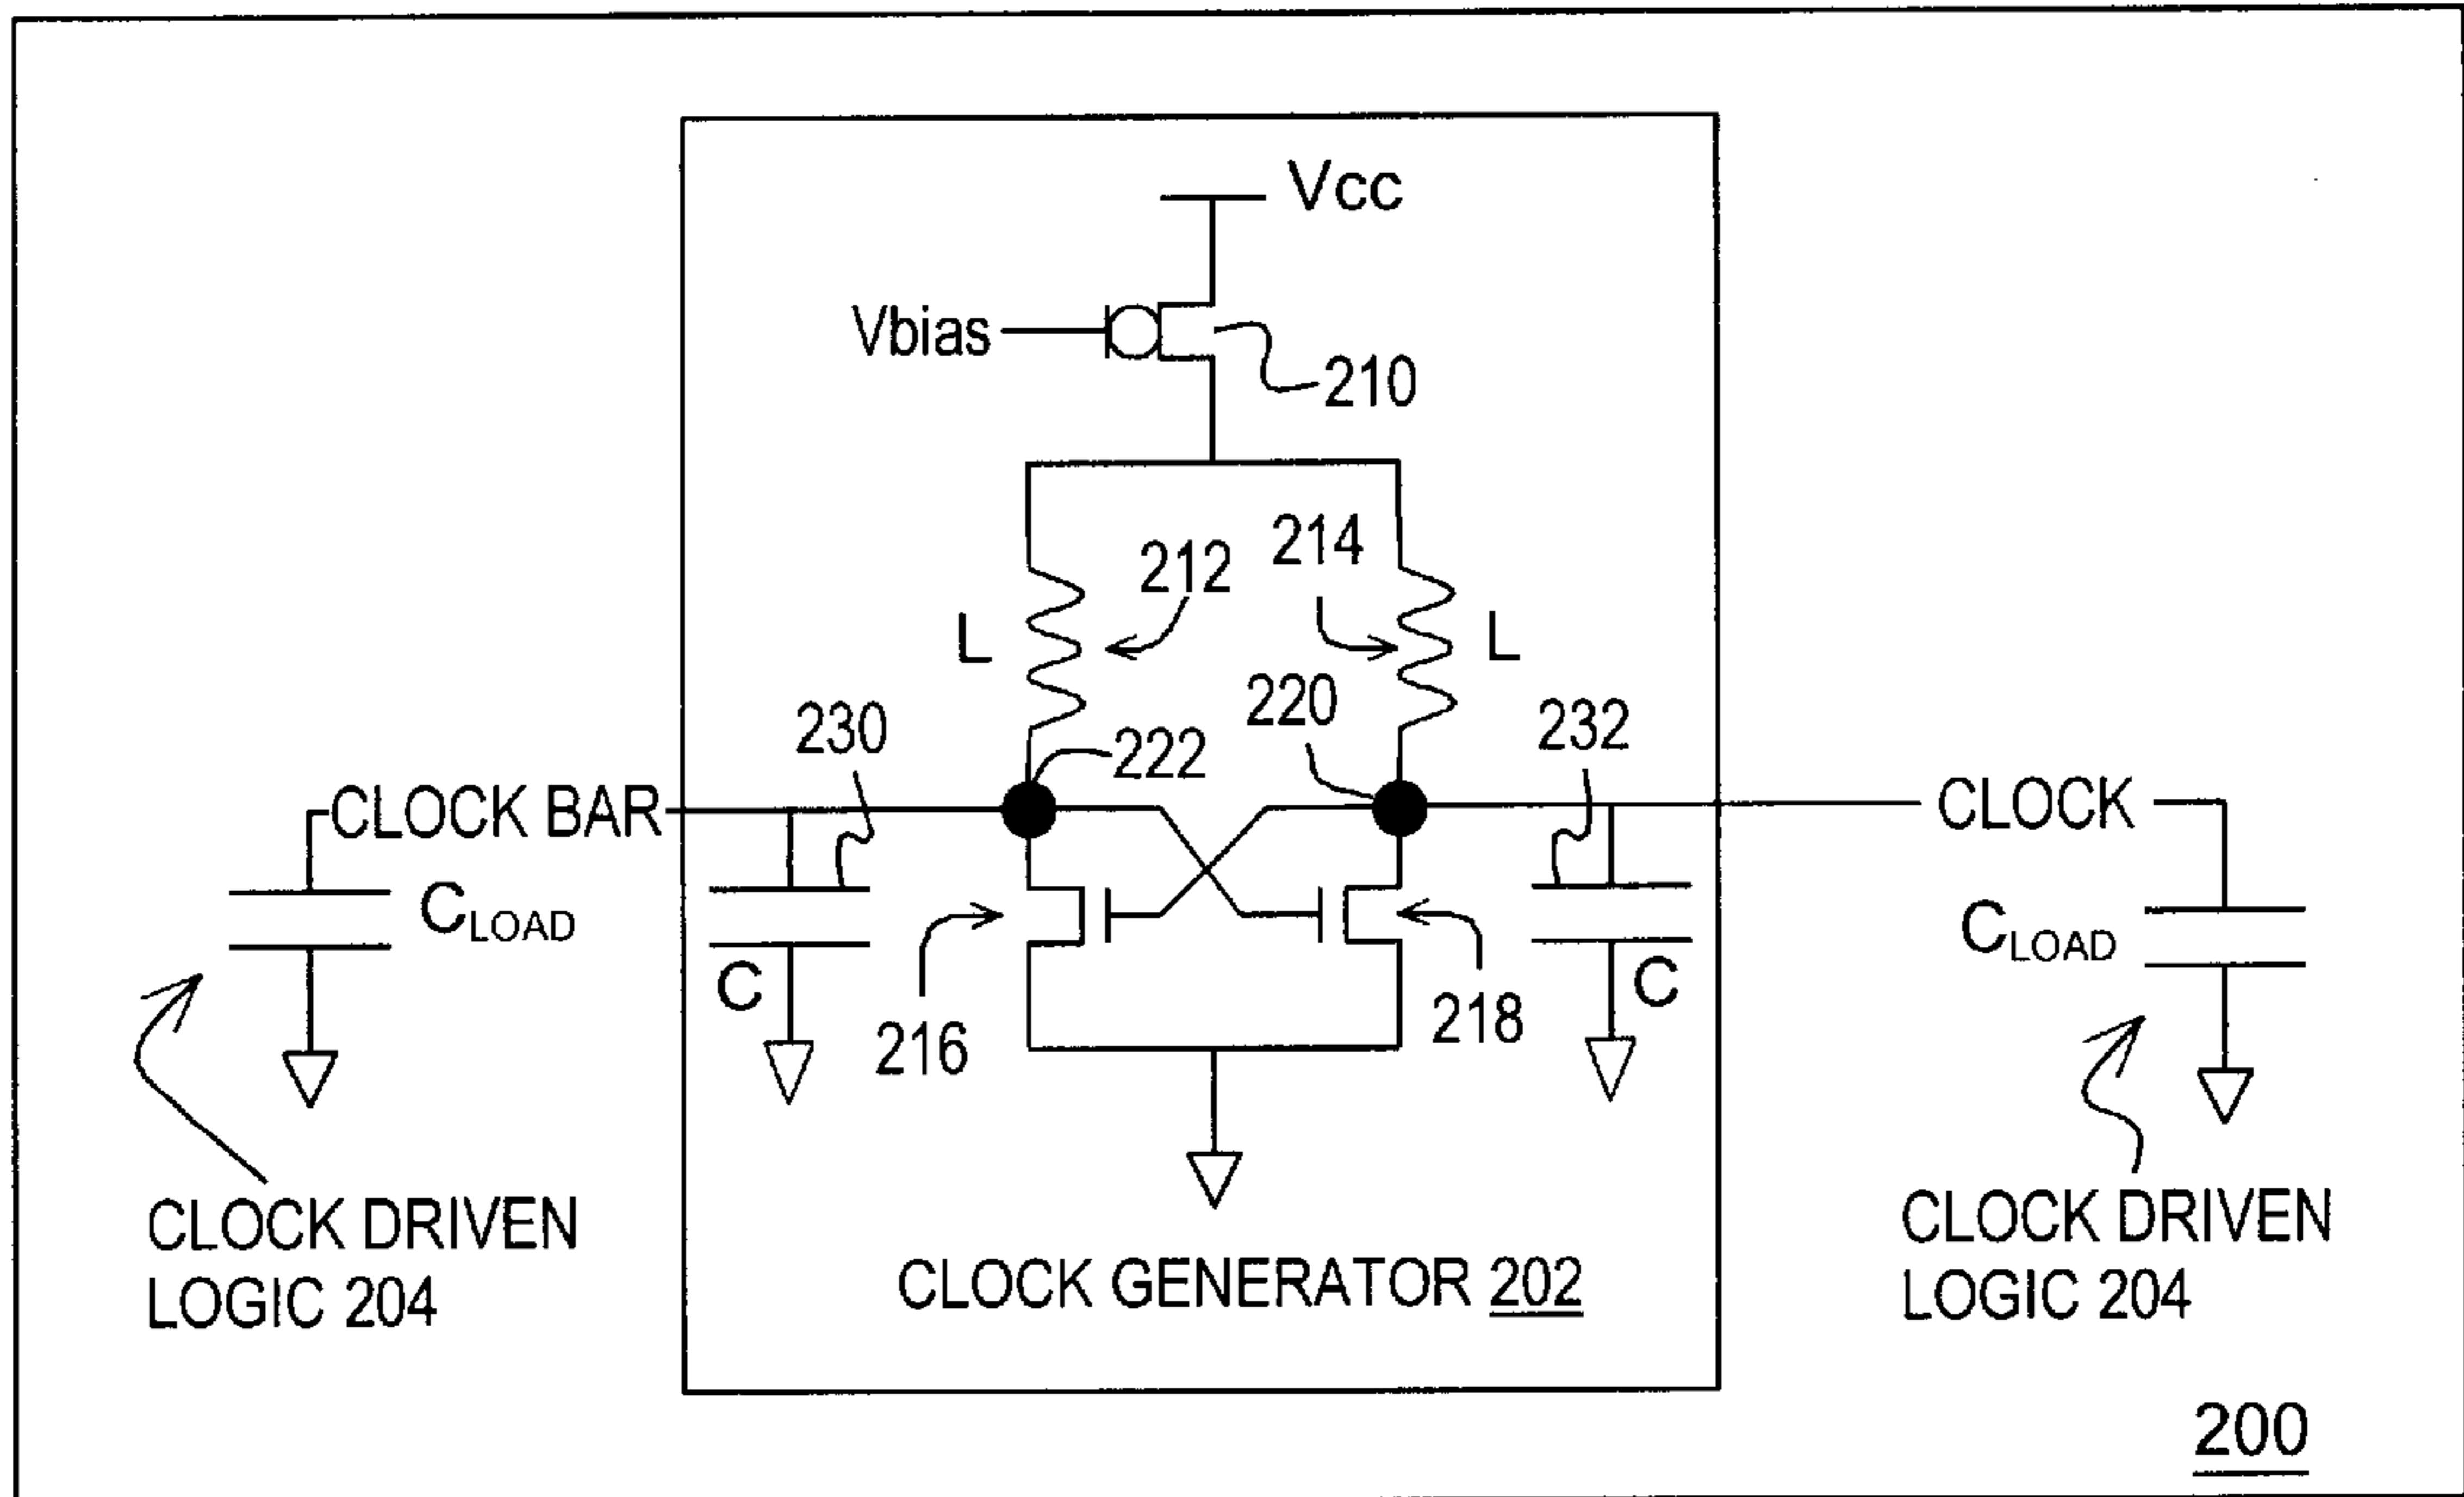 Vcc
Vbias
210
212
214
L
L
230
222
220
232
CLOCK BAR
CLOCK
CLOAD
C
216
218
C
CLOAD
CLOCK DRIVEN
LOGIC 204
CLOCK GENERATOR 202
CLOCK DRIVEN
LOGIC 204
200